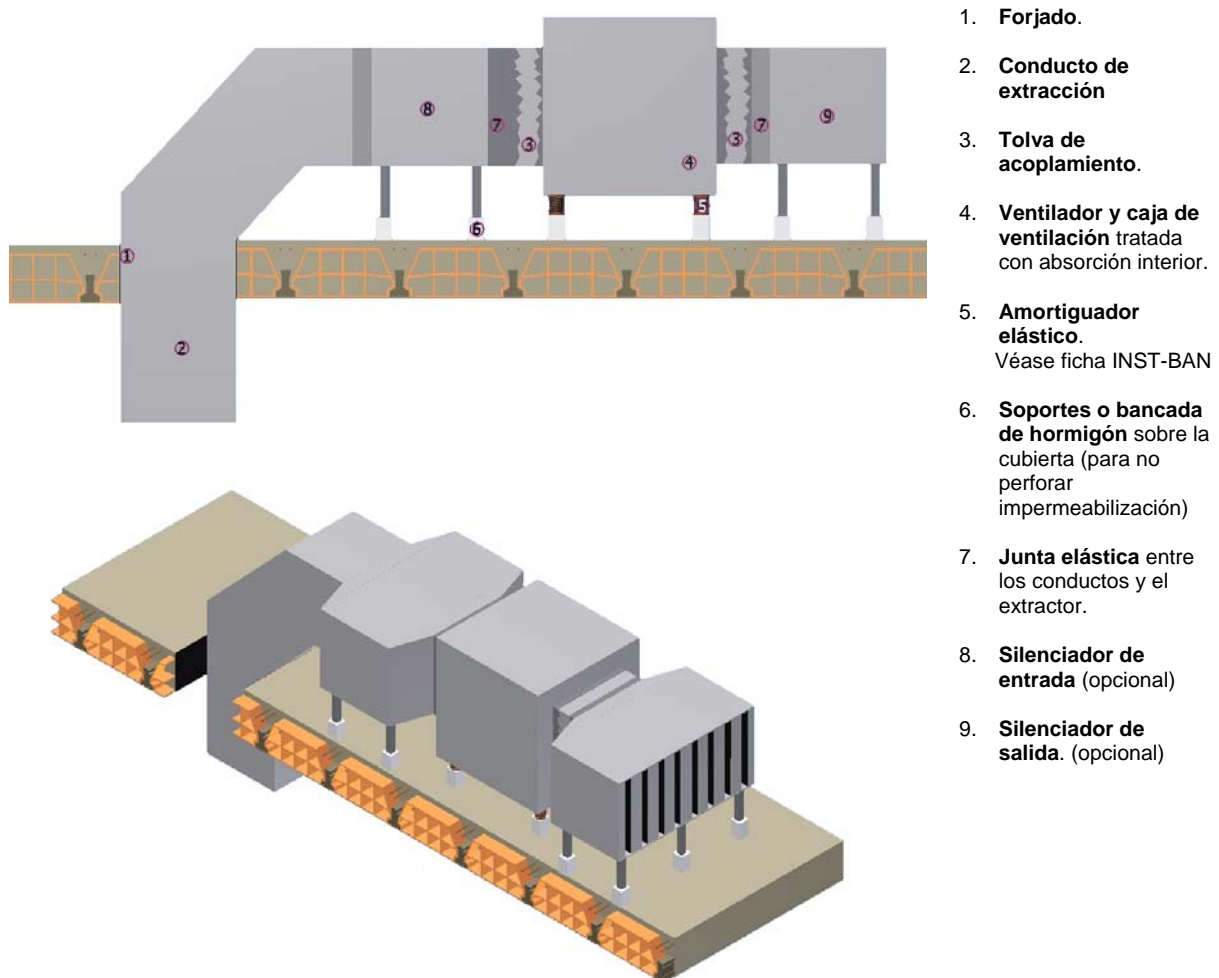 8
7
3
4
3
7
9
5
6
1
2
1. Forjado.
2. Conducto de
extracción
3. Tolva de
acoplamiento.
4. Ventilador y caja de
ventilación tratada
con absorción interior.
5. Amortiguador
elástico.
Véase ficha INST-BAN
6. Soportes o bancada
de hormigón sobre la
cubierta (para no
perforar
impermeabilización)
7. Junta elástica entre
los conductos y el
extractor.
8. Silenciador de
entrada (opcional)
9. Silenciador de
salida. (opcional)